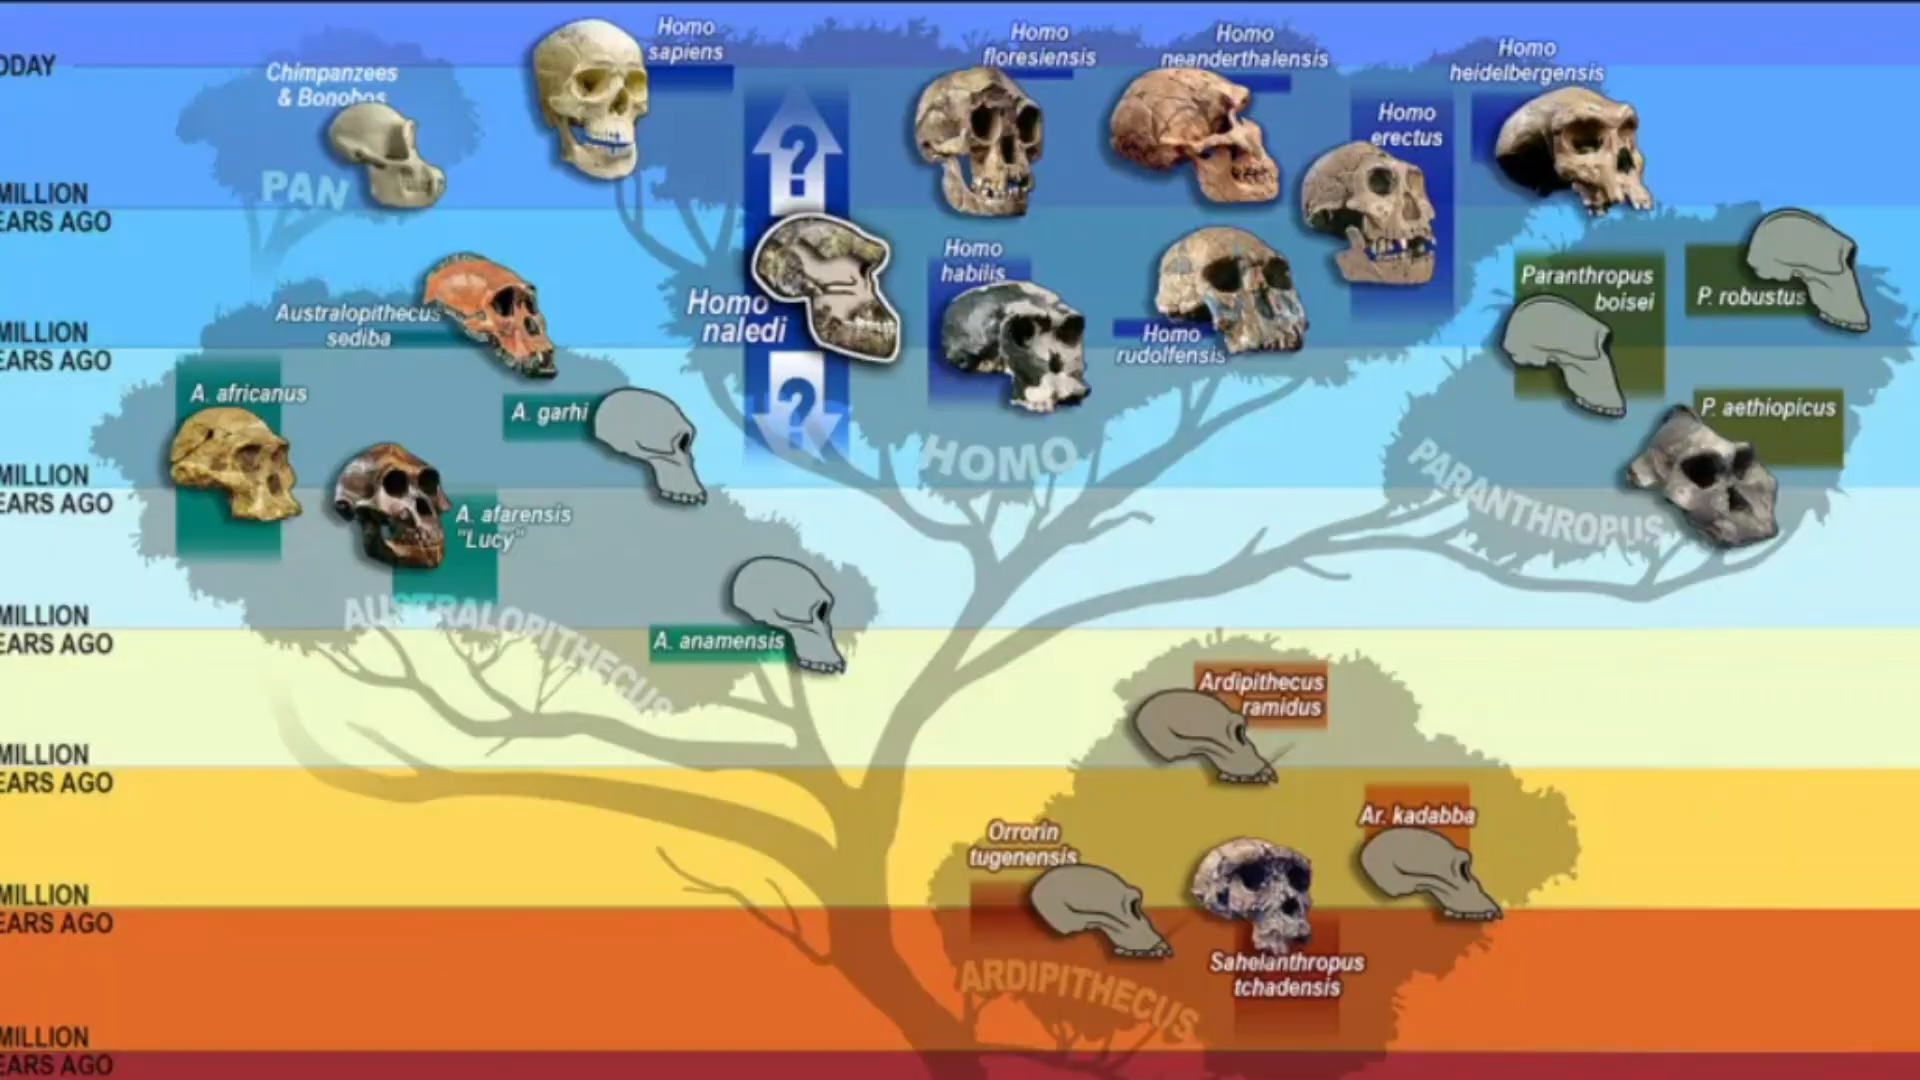 ODAY
MILLION
EARS AGO
MILLION
EARS AGO
MILLION
EARS AGO
MILLION
EARS AGO
MILLION
EARS AGO
MILLION
EARS AGO
MILLION
EARS AGO
Chimpanzees
& Bonobos
PAN
Homo
sapiens
?
Homo
naledi
?
Homo
floresiensis
Homo
neanderthalensis
Homo
erectus
Homo
heidelbergensis
Homo
habilis
Homo
rudolfensis
HOMO
Paranthropus
boisei
P. robustus
P. aethiopicus
PARANTHROPUS
Australopithecus
sediba
A. africanus
A. garhi
A. afarensis
"Lucy"
A. anamensis
AUSTRALOPITHECUS
Ardipithecus
ramidus
Ar. kadabba
Orrorin
tugenensis
Sahelanthropus
tchadensis
ARDIPITHECUS